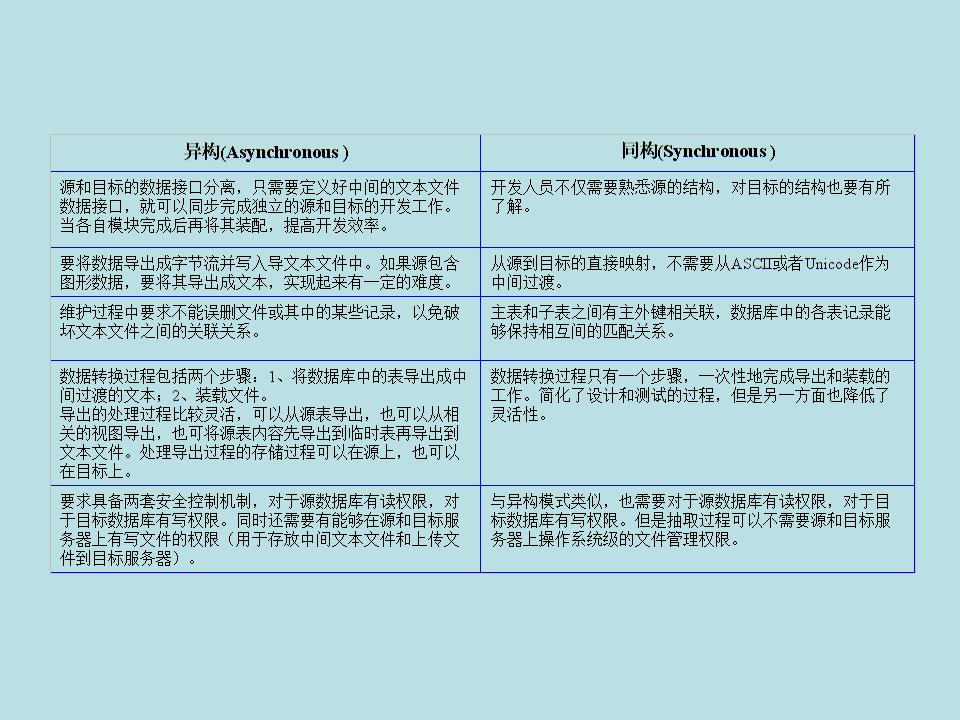 异构(Asynchronous )
同构(Synchronous )
源和目标的数据接口分离，只需要定义好中间的文本文件
数据接口，就可以同步完成独立的源和目标的开发工作。
当各自模块完成后再将其装配，提高开发效率。
开发人员不仅需要熟悉源的结构，对目标的结构也要有所
了解。
要将数据导出成字节流并写入导文本文件中。如果源包含
图形数据，要将其导出成文本，实现起来有一定的难度。
从源到目标的直接映射，不需要从ASCII或者Unicode作为
中间过渡。
维护过程中要求不能误删文件或其中的某些记录，以免破
坏文本文件之间的关联关系。
主表和子表之间有主外键相关联，数据库中的各表记录能
够保持相互间的匹配关系。
数据转换过程包括两个步骤：1、将数据库中的表导出成中
间过渡的文本；2、装载文件。
导出的处理过程比较灵活，可以从源表导出，也可以从相
关的视图导出，也可将源表内容先导出到临时表再导出到
文本文件。处理导出过程的存储过程可以在源上，也可以
在目标上。
数据转换过程只有一个步骤，一次性地完成导出和装载的
工作。简化了设计和测试的过程，但是另一方面也降低了
灵活性。
要求具备两套安全控制机制，对于源数据库有读权限，对
于目标数据库有写权限。同时还需要有能够在源和目标服
务器上有写文件的权限（用于存放中间文本文件和上传文
件到目标服务器）。
与异构模式类似，也需要对于源数据库有读权限，对于目
标数据库有写权限。但是抽取过程可以不需要源和目标服
务器上操作系统级的文件管理权限。